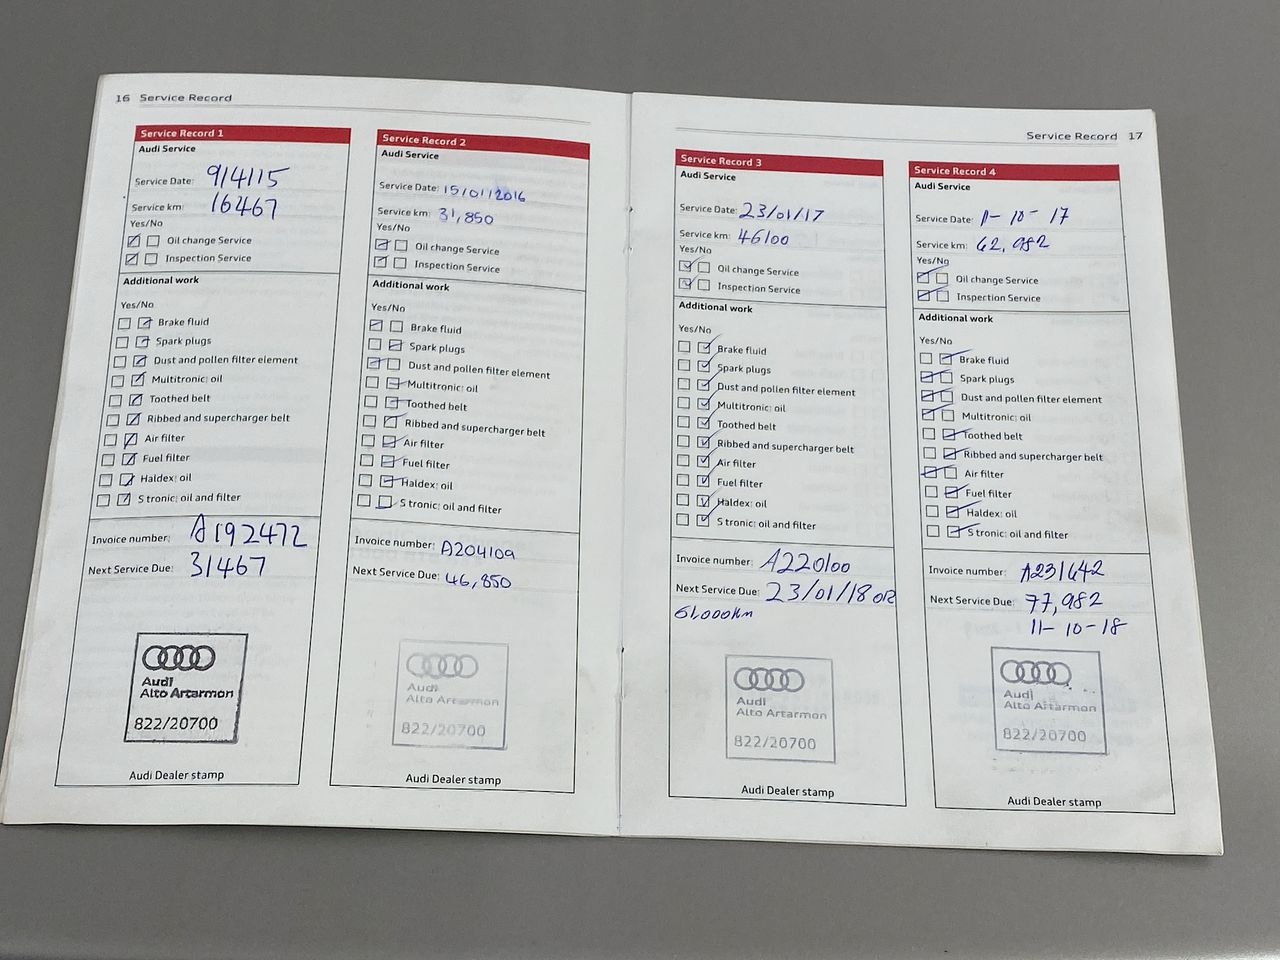 16 Service Record
Service Record 1
Audi Service
Service Date: 9/4/15
Service km: 16467
Yes/No
Oil change Service
Inspection Service
Additional work
Yes/No
Brake fluid
Spark plugs
Dust and pollen filter element
Multitronic: oil
Toothed belt
Ribbed and supercharger belt
Air filter
Fuel filter
Haldex: oil
S tronic: oil and filter
Invoice number: A192472
Next Service Due: 31467
Audi
Alto Artarmon
822/20700
Audi Dealer stamp
Service Record 2
Audi Service
Service Date: 15/01/2016
Service km: 31,850
Yes/No
Oil change Service
Inspection Service
Additional work
Yes/No
Brake fluid
Spark plugs
Dust and pollen filter element
Multitronic: oil
Toothed belt
Ribbed and supercharger belt
Air filter
Fuel filter
Haldex: oil
S tronic: oil and filter
Invoice number: A204109
Next Service Due: 46,850
Audi
Alto Artarmon
822/20700
Audi Dealer stamp
Service Record 17
Service Record 3
Audi Service
Service Date: 23/01/17
Service km: 46100
Yes/No
Oil change Service
Inspection Service
Additional work
Yes/No
Brake fluid
Spark plugs
Dust and pollen filter element
Multitronic: oil
Toothed belt
Ribbed and supercharger belt
Air filter
Fuel filter
Haldex: oil
S tronic: oil and filter
Invoice number: A220100
Next Service Due: 23/01/18 OR
61,000km
Audi
Alto Artarmon
822/20700
Audi Dealer stamp
Service Record 4
Audi Service
Service Date: 11-10-17
Service km: 62,982
Yes/No
Oil change Service
Inspection Service
Additional work
Yes/No
Brake fluid
Spark plugs
Dust and pollen filter element
Multitronic: oil
Toothed belt
Ribbed and supercharger belt
Air filter
Fuel filter
Haldex: oil
S tronic: oil and filter
Invoice number: A231642
Next Service Due: 77,982
11-10-18
Audi
Alto Artarmon
822/20700
Audi Dealer stamp